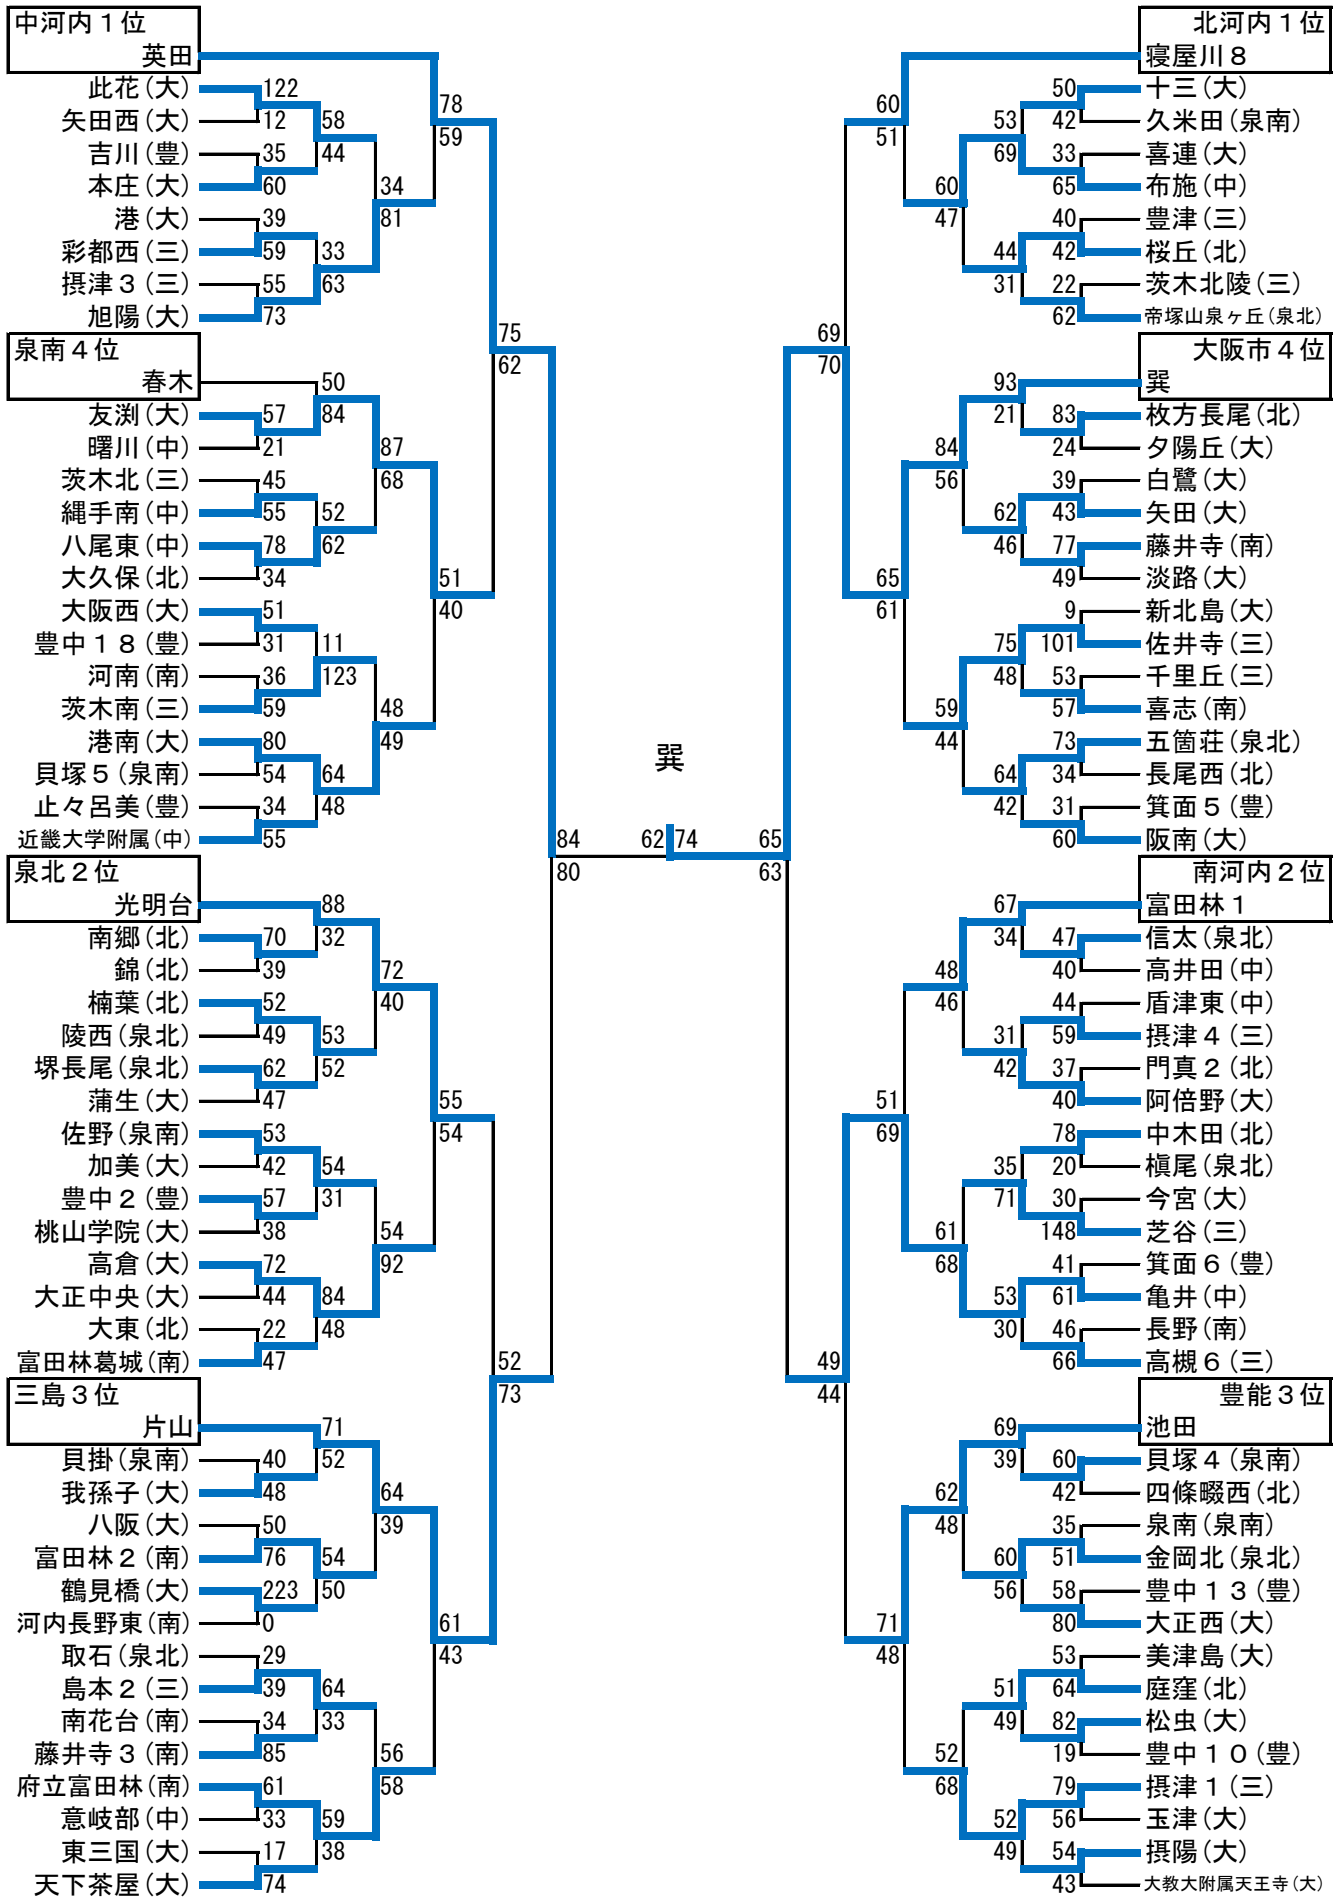 中河内１位
英田
此花(大) 122
矢田西(大) 12
58
44
吉川(豊) 35
本庄(大) 60
34
81
港(大) 39
彩都西(三) 59
33
63
摂津３(三) 55
旭陽(大) 73
78
59
75
62
泉南４位
春木
50
84
友渕(大) 57
曙川(中) 21
87
68
茨木北(三) 45
縄手南(中) 55
52
62
八尾東(中) 78
大久保(北) 34
51
40
大阪西(大) 51
豊中１８(豊) 31
11
123
河南(南) 36
茨木南(三) 59
48
49
港南(大) 80
貝塚５(泉南) 54
64
48
止々呂美(豊) 34
近畿大学附属(中) 55
84
80
泉北２位
光明台
88
32
南郷(北) 70
錦(北) 39
72
40
楠葉(北) 52
陵西(泉北) 49
53
52
堺長尾(泉北) 62
蒲生(大) 47
55
54
佐野(泉南) 53
加美(大) 42
54
31
豊中２(豊) 57
桃山学院(大) 38
54
92
高倉(大) 72
大正中央(大) 44
84
48
大東(北) 22
富田林葛城(南) 47
52
73
三島３位
片山
71
52
貝掛(泉南) 40
我孫子(大) 48
64
39
八阪(大) 50
富田林２(南) 76
54
50
鶴見橋(大) 223
河内長野東(南) 0
61
43
取石(泉北) 29
島本２(三) 39
64
33
南花台(南) 34
藤井寺３(南) 85
56
58
府立富田林(南) 61
意岐部(中) 33
59
38
東三国(大) 17
天下茶屋(大) 74
巽
62 74
北河内１位
寝屋川８
60
51
50 十三(大)
42 久米田(泉南)
53
69
33 喜連(大)
65 布施(中)
60
47
40 豊津(三)
42 桜丘(北)
44
31
22 茨木北陵(三)
62 帝塚山泉ヶ丘(泉北)
69
70
大阪市４位
巽
93
21
83 枚方長尾(北)
24 夕陽丘(大)
84
56
39 白鷺(大)
43 矢田(大)
62
46
77 藤井寺(南)
49 淡路(大)
65
61
9 新北島(大)
101 佐井寺(三)
75
48
53 千里丘(三)
57 喜志(南)
59
44
73 五箇荘(泉北)
34 長尾西(北)
64
42
31 箕面５(豊)
60 阪南(大)
65
63
南河内２位
富田林１
67
34
47 信太(泉北)
40 高井田(中)
48
46
44 盾津東(中)
59 摂津４(三)
31
42
37 門真２(北)
40 阿倍野(大)
51
69
78 中木田(北)
20 槇尾(泉北)
35
71
30 今宮(大)
148 芝谷(三)
61
68
41 箕面６(豊)
61 亀井(中)
53
30
46 長野(南)
66 高槻６(三)
49
44
豊能３位
池田
69
39
60 貝塚４(泉南)
42 四條畷西(北)
62
48
35 泉南(泉南)
51 金岡北(泉北)
60
56
58 豊中１３(豊)
80 大正西(大)
71
48
53 美津島(大)
64 庭窪(北)
51
49
82 松虫(大)
19 豊中１０(豊)
52
68
79 摂津１(三)
56 玉津(大)
52
49
54 摂陽(大)
43 大教大附属天王寺(大)